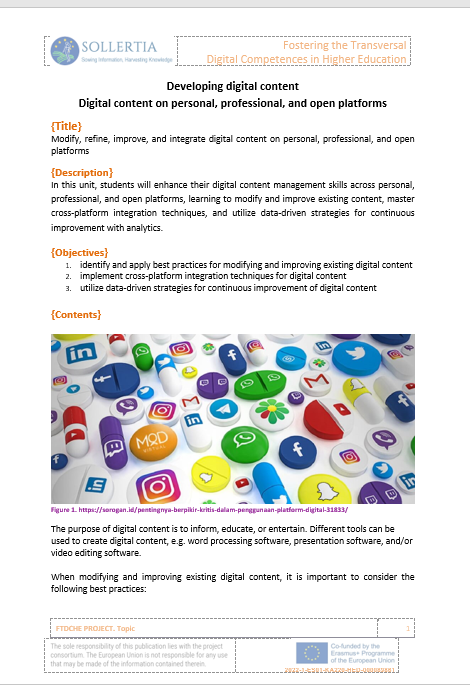 SOLLERTIA
Sowing Information, Harvesting Knowledge
Fostering the Transversal
Digital Competences in Higher Education
Developing digital content
Digital content on personal, professional, and open platforms
{Title}
Modify, refine, improve, and integrate digital content on personal, professional, and open
platforms
{Description}
In this unit, students will enhance their digital content management skills across personal,
professional, and open platforms, learning to modify and improve existing content, master
cross-platform integration techniques, and utilize data-driven strategies for continuous
improvement with analytics.
{Objectives}
1. identify and apply best practices for modifying and improving existing digital content
2. implement cross-platform integration techniques for digital content
3. utilize data-driven strategies for continuous improvement of digital content
{Contents}
MOD
VIRTUAL
Figure 1. https://sorogan.id/pentingnya-berpikir-kritis-dalam-penggunaan-platform-digital-31833/
The purpose of digital content is to inform, educate, or entertain. Different tools can be
used to create digital content, e.g. word processing software, presentation software, and/or
video editing software.
When modifying and improving existing digital content, it is important to consider the
following best practices:
FTDCHE PROJECT. Topic
1
The sole responsibility of this publication lies with the project
consortium. The European Union is not responsible for any use
that may be made of the information contained therein.
Co-funded by the
Erasmus+ Programme
of the European Union